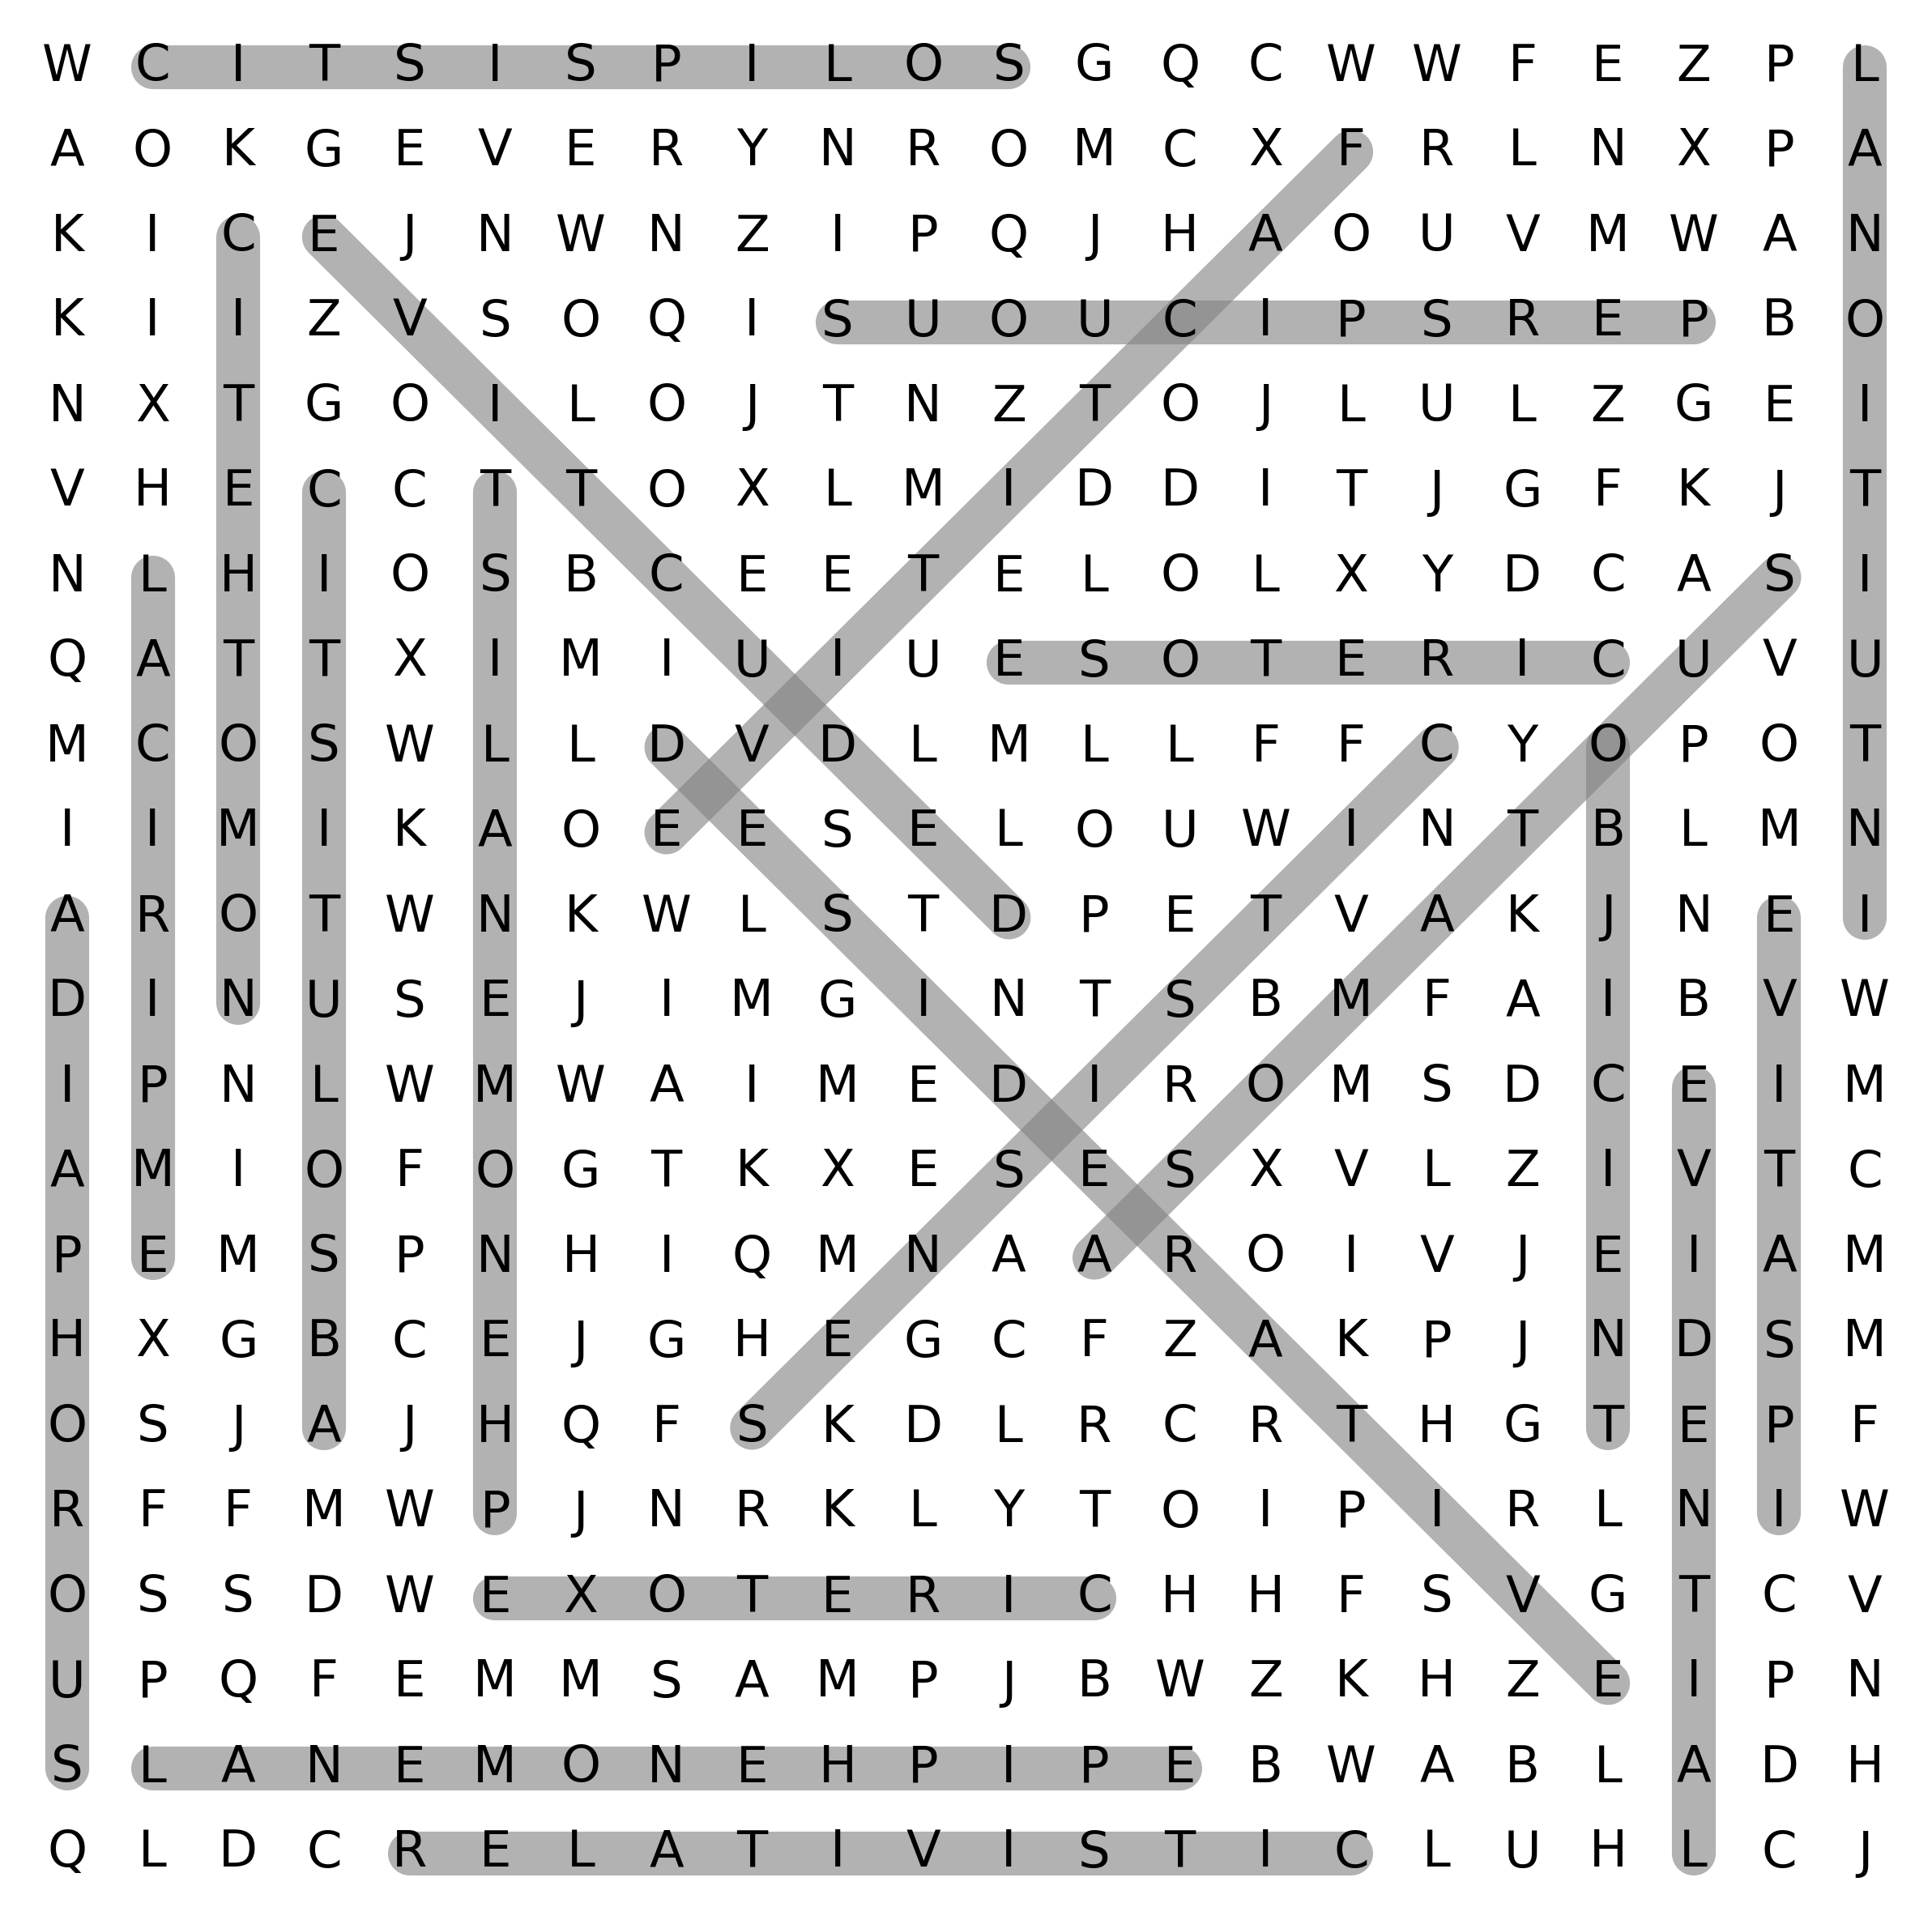 W C I T S I S P I L O S G Q C W W F E Z P L
A O K G E V E R Y N R O M C X F R L N X P A
K I C E J N W N Z I P Q J H A O U V M W A N
K I I Z V S O Q I S U O U C I P S R E P B O
N X T G O I L O J T N Z T O J L U L Z G E I
V H E C C T T O X L M I D D I T J G F K J T
N L H I O S B C E E T E L O L X Y D C A S I
Q A T T X I M I U I U E S O T E R I C U V U
M C O S W L L D V D L M L L F F C Y O P O T
I I M I K A O E E S E L O U W I N T B L M N
A R O T W N K W L S T D P E T V A K J N E I
D I N U S E J I M G I N T S B M F A I B V W
I P N L W M W A I M E D I R O M S D C E I M
A M I O F O G T K X E S E S X V L Z I V T C
P E M S P N H I Q M N A A R O I V J E I A M
H X G B C E J G H E G C F Z A K P J N D S M
O S J A J H Q F S K D L R C R T H G T E P F
R F F M W P J N R K L Y T O I P I R L N I W
O S S D W E X O T E R I C H H F S V G T C V
U P Q F E M M S A M P J B W Z K H Z E I P N
S L A N E M O N E H P I P E B W A B L A D H
Q L D C R E L A T I V I S T I C L U H L C J